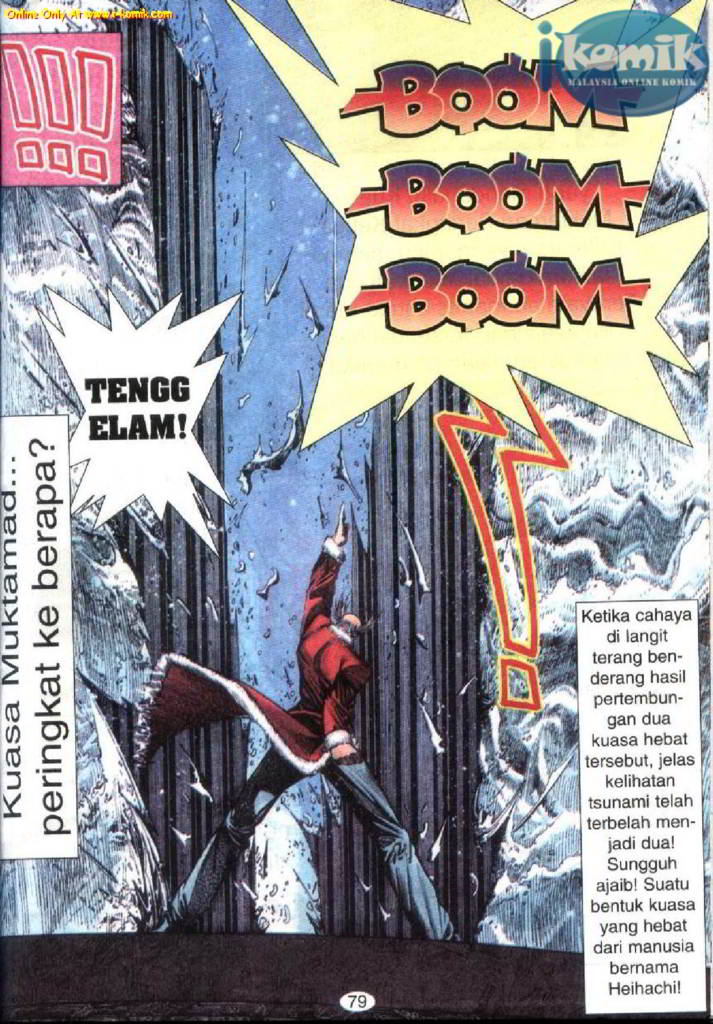 Online Only At www.i-komik.com
ikomik
MALAYSIA ONLINE KOMIK
!!!
BOOM
BOOM
BOOM
TENGG
ELAM!
!
Kuasa Muktamad...
peringkat ke berapa?
Ketika cahaya
di langit
terang ben-
derang hasil
pertembun-
gan dua
kuasa hebat
tersebut, jelas
kelihatan
tsunami telah
terbelah men-
jadi dua!
Sungguh
ajaib! Suatu
bentuk kuasa
yang hebat
dari manusia
bernama
Heihachi!
79